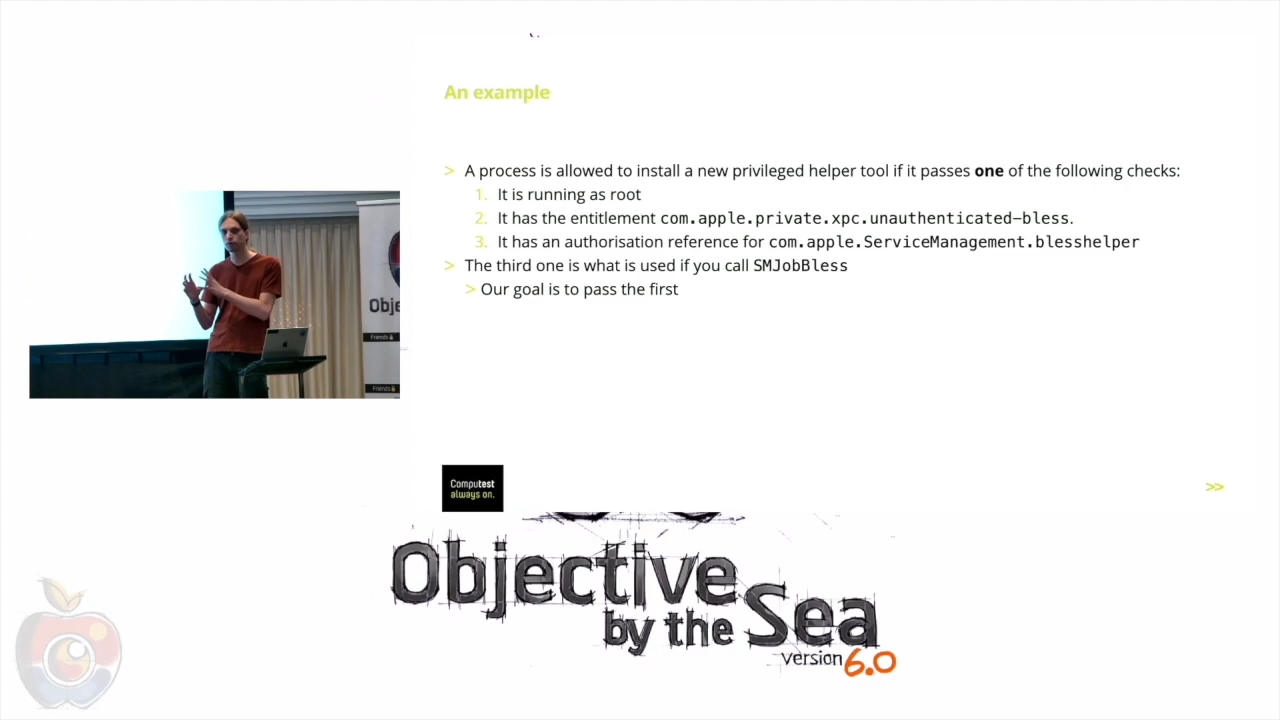 An example
> A process is allowed to install a new privileged helper tool if it passes one of the following checks:
1. It is running as root
2. It has the entitlement com.apple.private.xpc.unauthenticated-bless.
3. It has an authorisation reference for com.apple.ServiceManagement.blesshelper
> The third one is what is used if you call SMJobBless
> Our goal is to pass the first
Obje
Friends
Friends
Computest
always on.
>>
Objective
by the Sea
version 6.0